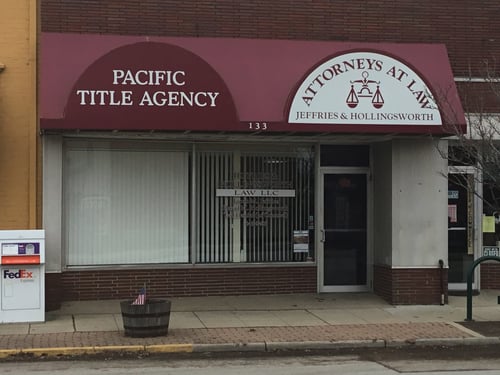 PACIFIC
TITLE AGENCY
ATTORNEYS AT LAW
JEFFRIES & HOLLINGSWORTH
133
LAW LLC
FedEx